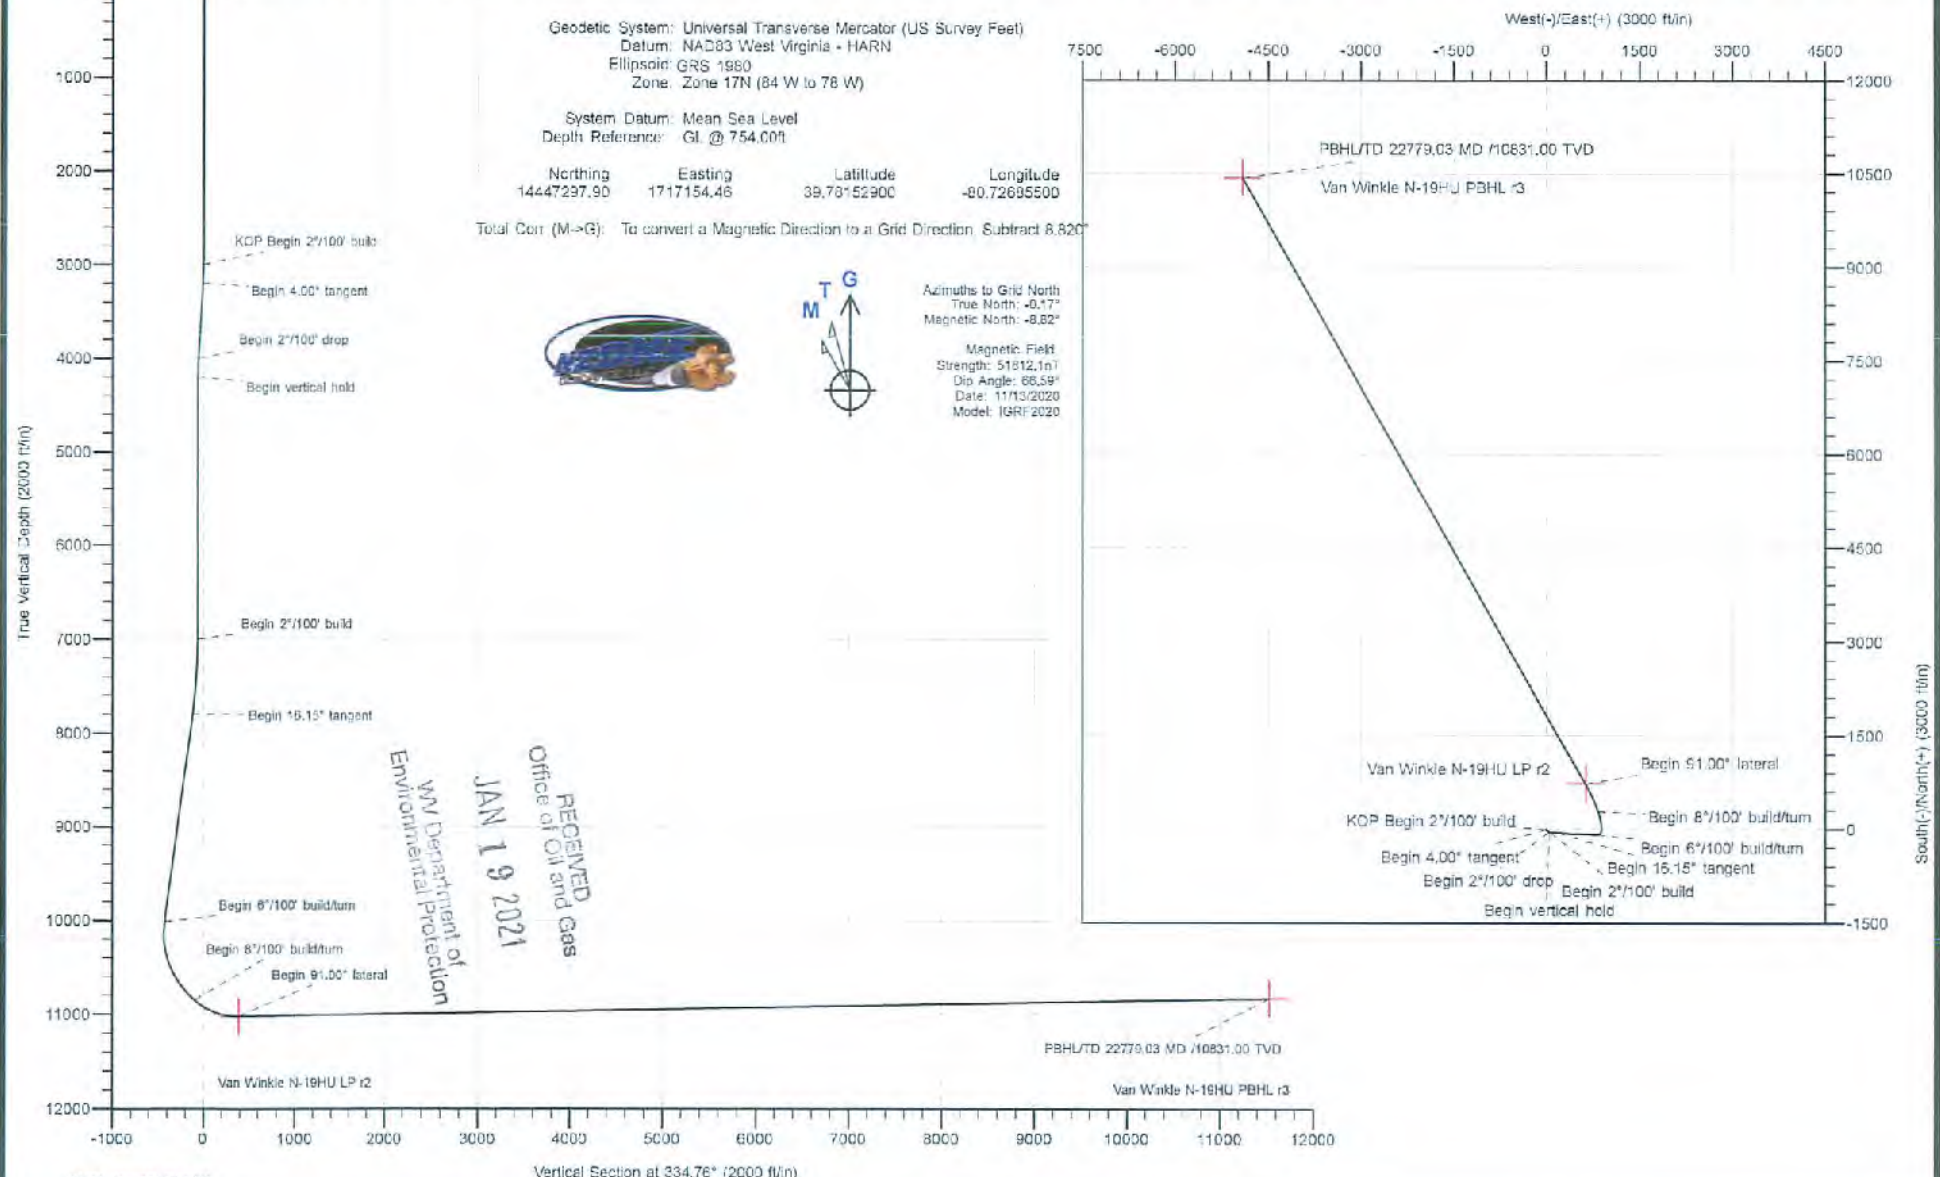 Geodetic System: Universal Transverse Mercator (US Survey Feet)
Datum: NAD83 West Virginia - HARN
Ellipsoid: GRS 1980
Zone: Zone 17N (84 W to 78 W)
System Datum: Mean Sea Level
Depth Reference: GL @ 754.00ft
Northing Easting Latitude Longitude
14447297.90 1717154.46 39.78152900 -80.72685500
Total Corr (M->G): To convert a Magnetic Direction to a Grid Direction, Subtract 8.820°
M T G
Azimuths to Grid North
True North: -0.17°
Magnetic North: -8.82°
Magnetic Field
Strength: 51812.1nT
Dip Angle: 66.59°
Date: 11/13/2020
Model: IGRF2020
True Vertical Depth (2000 ft/in)
1000
2000
3000
4000
5000
6000
7000
8000
9000
10000
11000
12000
KOP Begin 2°/100' build
Begin 4.00° tangent
Begin 2°/100' drop
Begin vertical hold
Begin 2°/100' build
Begin 16.15° tangent
Begin 6°/100' build/turn
Begin 8°/100' build/turn
Begin 91.00° lateral
Van Winkle N-19HU LP r2
PBHL/TD 22779.03 MD /10831.00 TVD
Van Winkle N-19HU PBHL r3
-1000 0 1000 2000 3000 4000 5000 6000 7000 8000 9000 10000 11000 12000
Vertical Section at 334.76° (2000 ft/in)
RECEIVED
Office of Oil and Gas
JAN 19 2021
WV Department of
Environmental Protection
West(-)/East(+) (3000 ft/in)
7500 -6000 -4500 -3000 -1500 0 1500 3000 4500
PBHL/TD 22779.03 MD /10831.00 TVD
Van Winkle N-19HU PBHL r3
Van Winkle N-19HU LP r2
Begin 91.00° lateral
KOP Begin 2°/100' build
Begin 8°/100' build/turn
Begin 4.00° tangent
Begin 6°/100' build/turn
Begin 2°/100' drop
Begin 16.15° tangent
Begin 2°/100' build
Begin vertical hold
12000
10500
9000
7500
6000
4500
3000
1500
0
-1500
South(-)/North(+) (3000 ft/in)